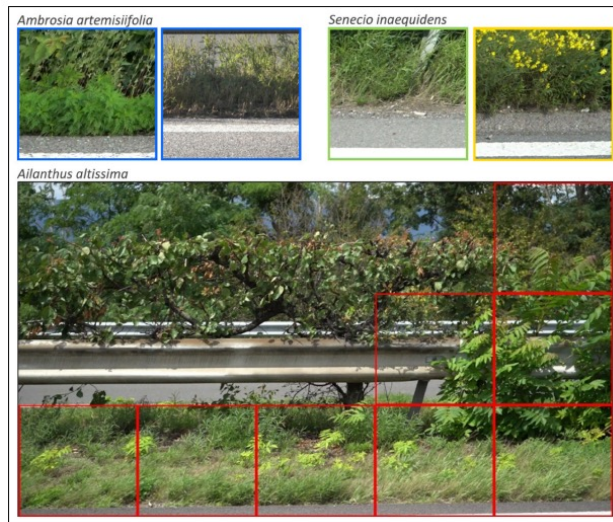 Ambrosia artemisiifolia
Senecio inaequidens
Ailanthus altissima